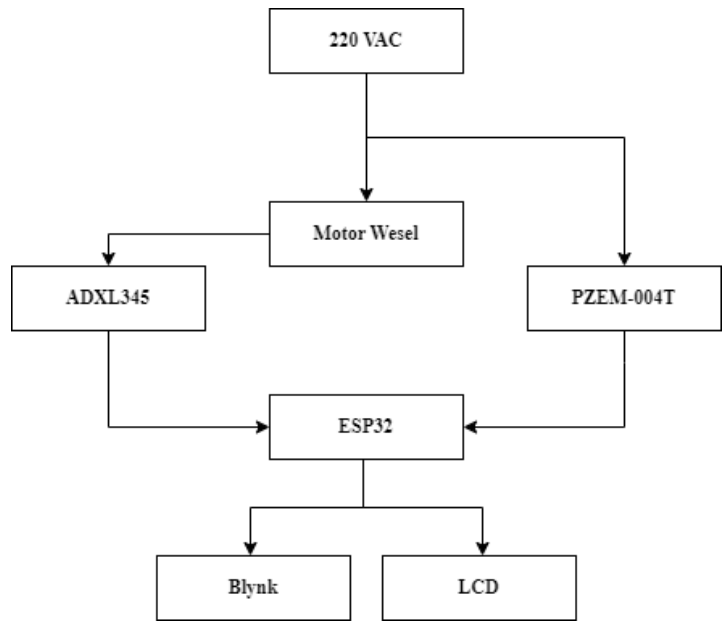 220 VAC
Motor Wesel
ADXL345
PZEM-004T
ESP32
Blynk
LCD